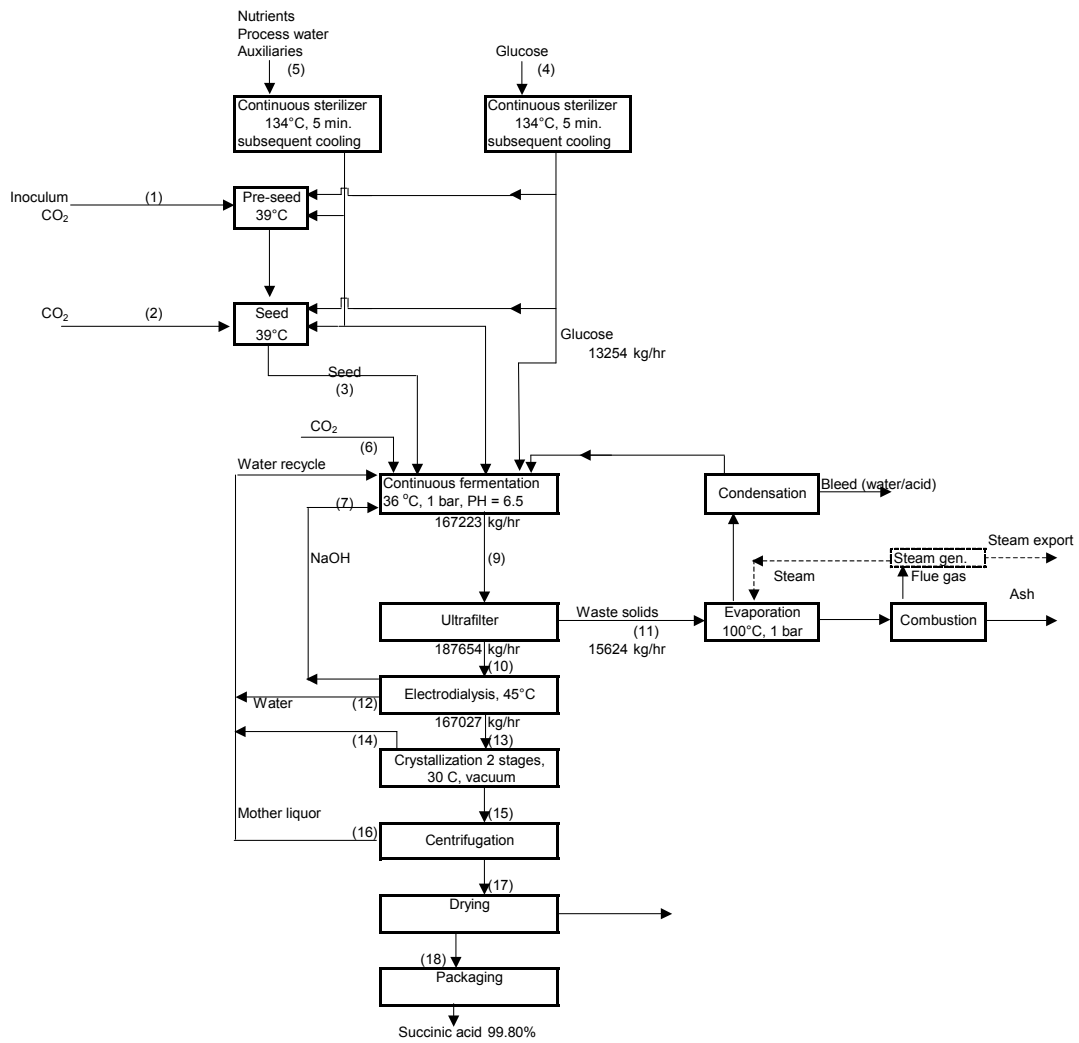 Nutrients
Process water
Auxiliaries
(5)
Glucose
(4)
Continuous sterilizer
134°C, 5 min.
subsequent cooling
Continuous sterilizer
134°C, 5 min.
subsequent cooling
Inoculum
CO2
(1)
Pre-seed
39°C
CO2
(2)
Seed
39°C
Glucose
13254 kg/hr
Seed
(3)
CO2
(6)
Water recycle
Continuous fermentation
36 °C, 1 bar, PH = 6.5
(7)
167223 kg/hr
Condensation
Bleed (water/acid)
NaOH
(9)
Steam export
Steam gen.
Steam
Flue gas
Ash
Ultrafilter
Waste solids
(11)
15624 kg/hr
Evaporation
100°C, 1 bar
Combustion
187654 kg/hr
(10)
Electrodialysis, 45°C
Water
(12)
167027 kg/hr
(13)
(14)
Crystallization 2 stages,
30 C, vacuum
(15)
Mother liquor
(16)
Centrifugation
(17)
Drying
(18)
Packaging
Succinic acid 99.80%